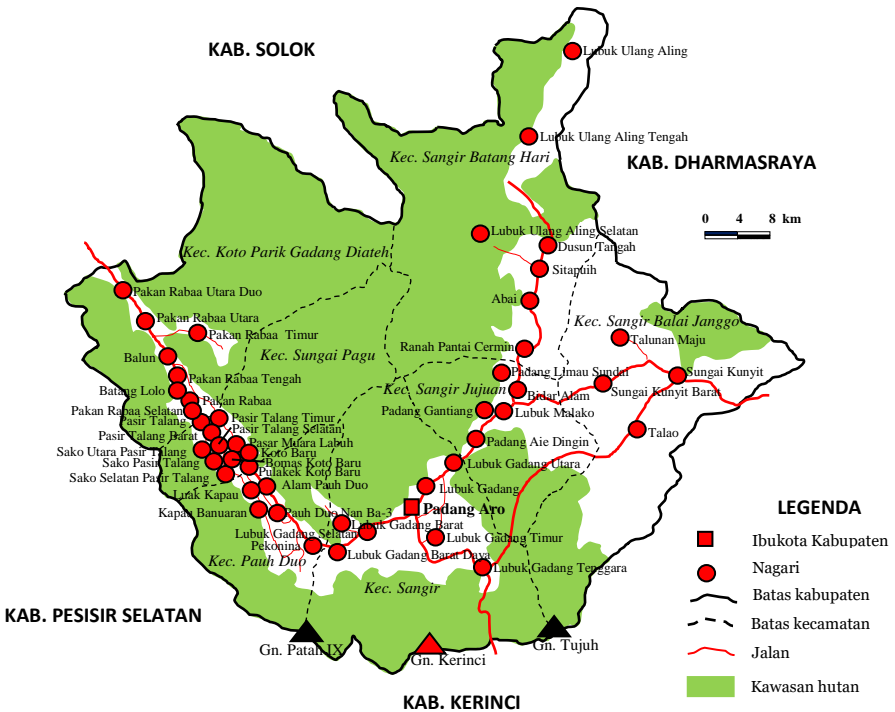 KAB. SOLOK
Lubuk Ulang Aling
Lubuk Ulang Aling Tengah
Kec. Sangir Batang Hari
KAB. DHARMASRAYA
0 4 8 km
Lubuk Ulang Aling Selatan
Dusun Tangah
Kec. Koto Parik Gadang Diateh
Sitapuih
Pakan Rabaa Utara Duo
Abai
Pakan Rabaa Utara
Kec. Sangir Balai Janggo
Pakan Rabaa Timur
Talunan Maju
Ranah Pantai Cermin
Balun
Kec. Sungai Pagu
Padang Limau Sundai
Sungai Kunyit
Pakan Rabaa Tengah
Batang Lolo
Kec. Sangir Jujuan
Bidar Alam
Sungai Kunyit Barat
Pakan Rabaa
Pakan Rabaa Selatan
Padang Gantiang
Lubuk Malako
Pasir Talang
Pasir Talang Timur
Pasir Talang Selatan
Talao
Pasir Talang Barat
Pasar Muara Labuh
Padang Aie Dingin
Sako Utara Pasir Talang
Koto Baru
Sako Pasir Talang
Bomas Koto Baru
Lubuk Gadang Utara
Sako Selatan Pasir Talang
Pulakek Koto Baru
Luak Kapau
Alam Pauh Duo
Lubuk Gadang
Kapau Banuaran
Pauh Duo Nan Ba-3
Padang Aro
LEGENDA
Lubuk Gadang Barat
Lubuk Gadang Selatan
Lubuk Gadang Timur
Ibukota Kabupaten
Pekonina
Lubuk Gadang Barat Daya
Kec. Pauh Duo
Lubuk Gadang Tenggara
Nagari
Kec. Sangir
Batas kabupaten
KAB. PESISIR SELATAN
Batas kecamatan
Gn. Patah IX
Gn. Kerinci
Gn. Tujuh
Jalan
Kawasan hutan
KAB. KERINCI